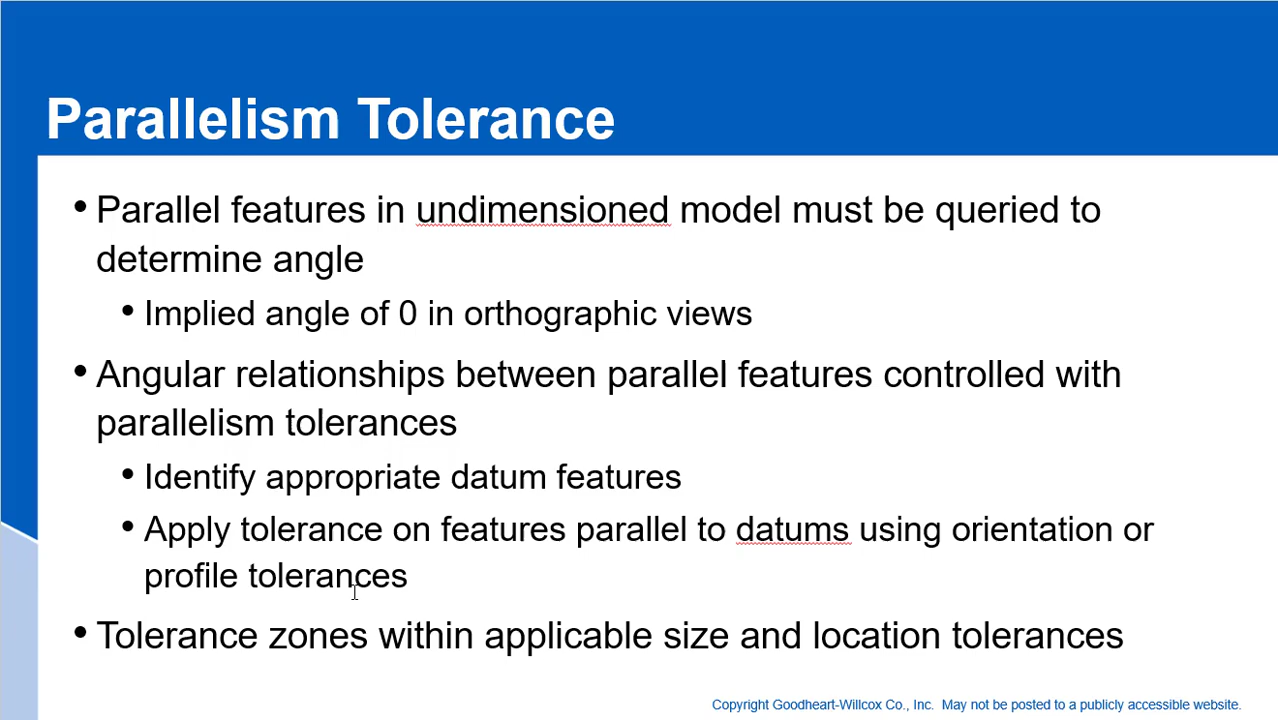 Parallelism Tolerance
• Parallel features in undimensioned model must be queried to
determine angle
• Implied angle of 0 in orthographic views
• Angular relationships between parallel features controlled with
parallelism tolerances
• Identify appropriate datum features
• Apply tolerance on features parallel to datums using orientation or
profile tolerances
• Tolerance zones within applicable size and location tolerances
Copyright Goodheart-Willcox Co., Inc.  May not be posted to a publicly accessible website.